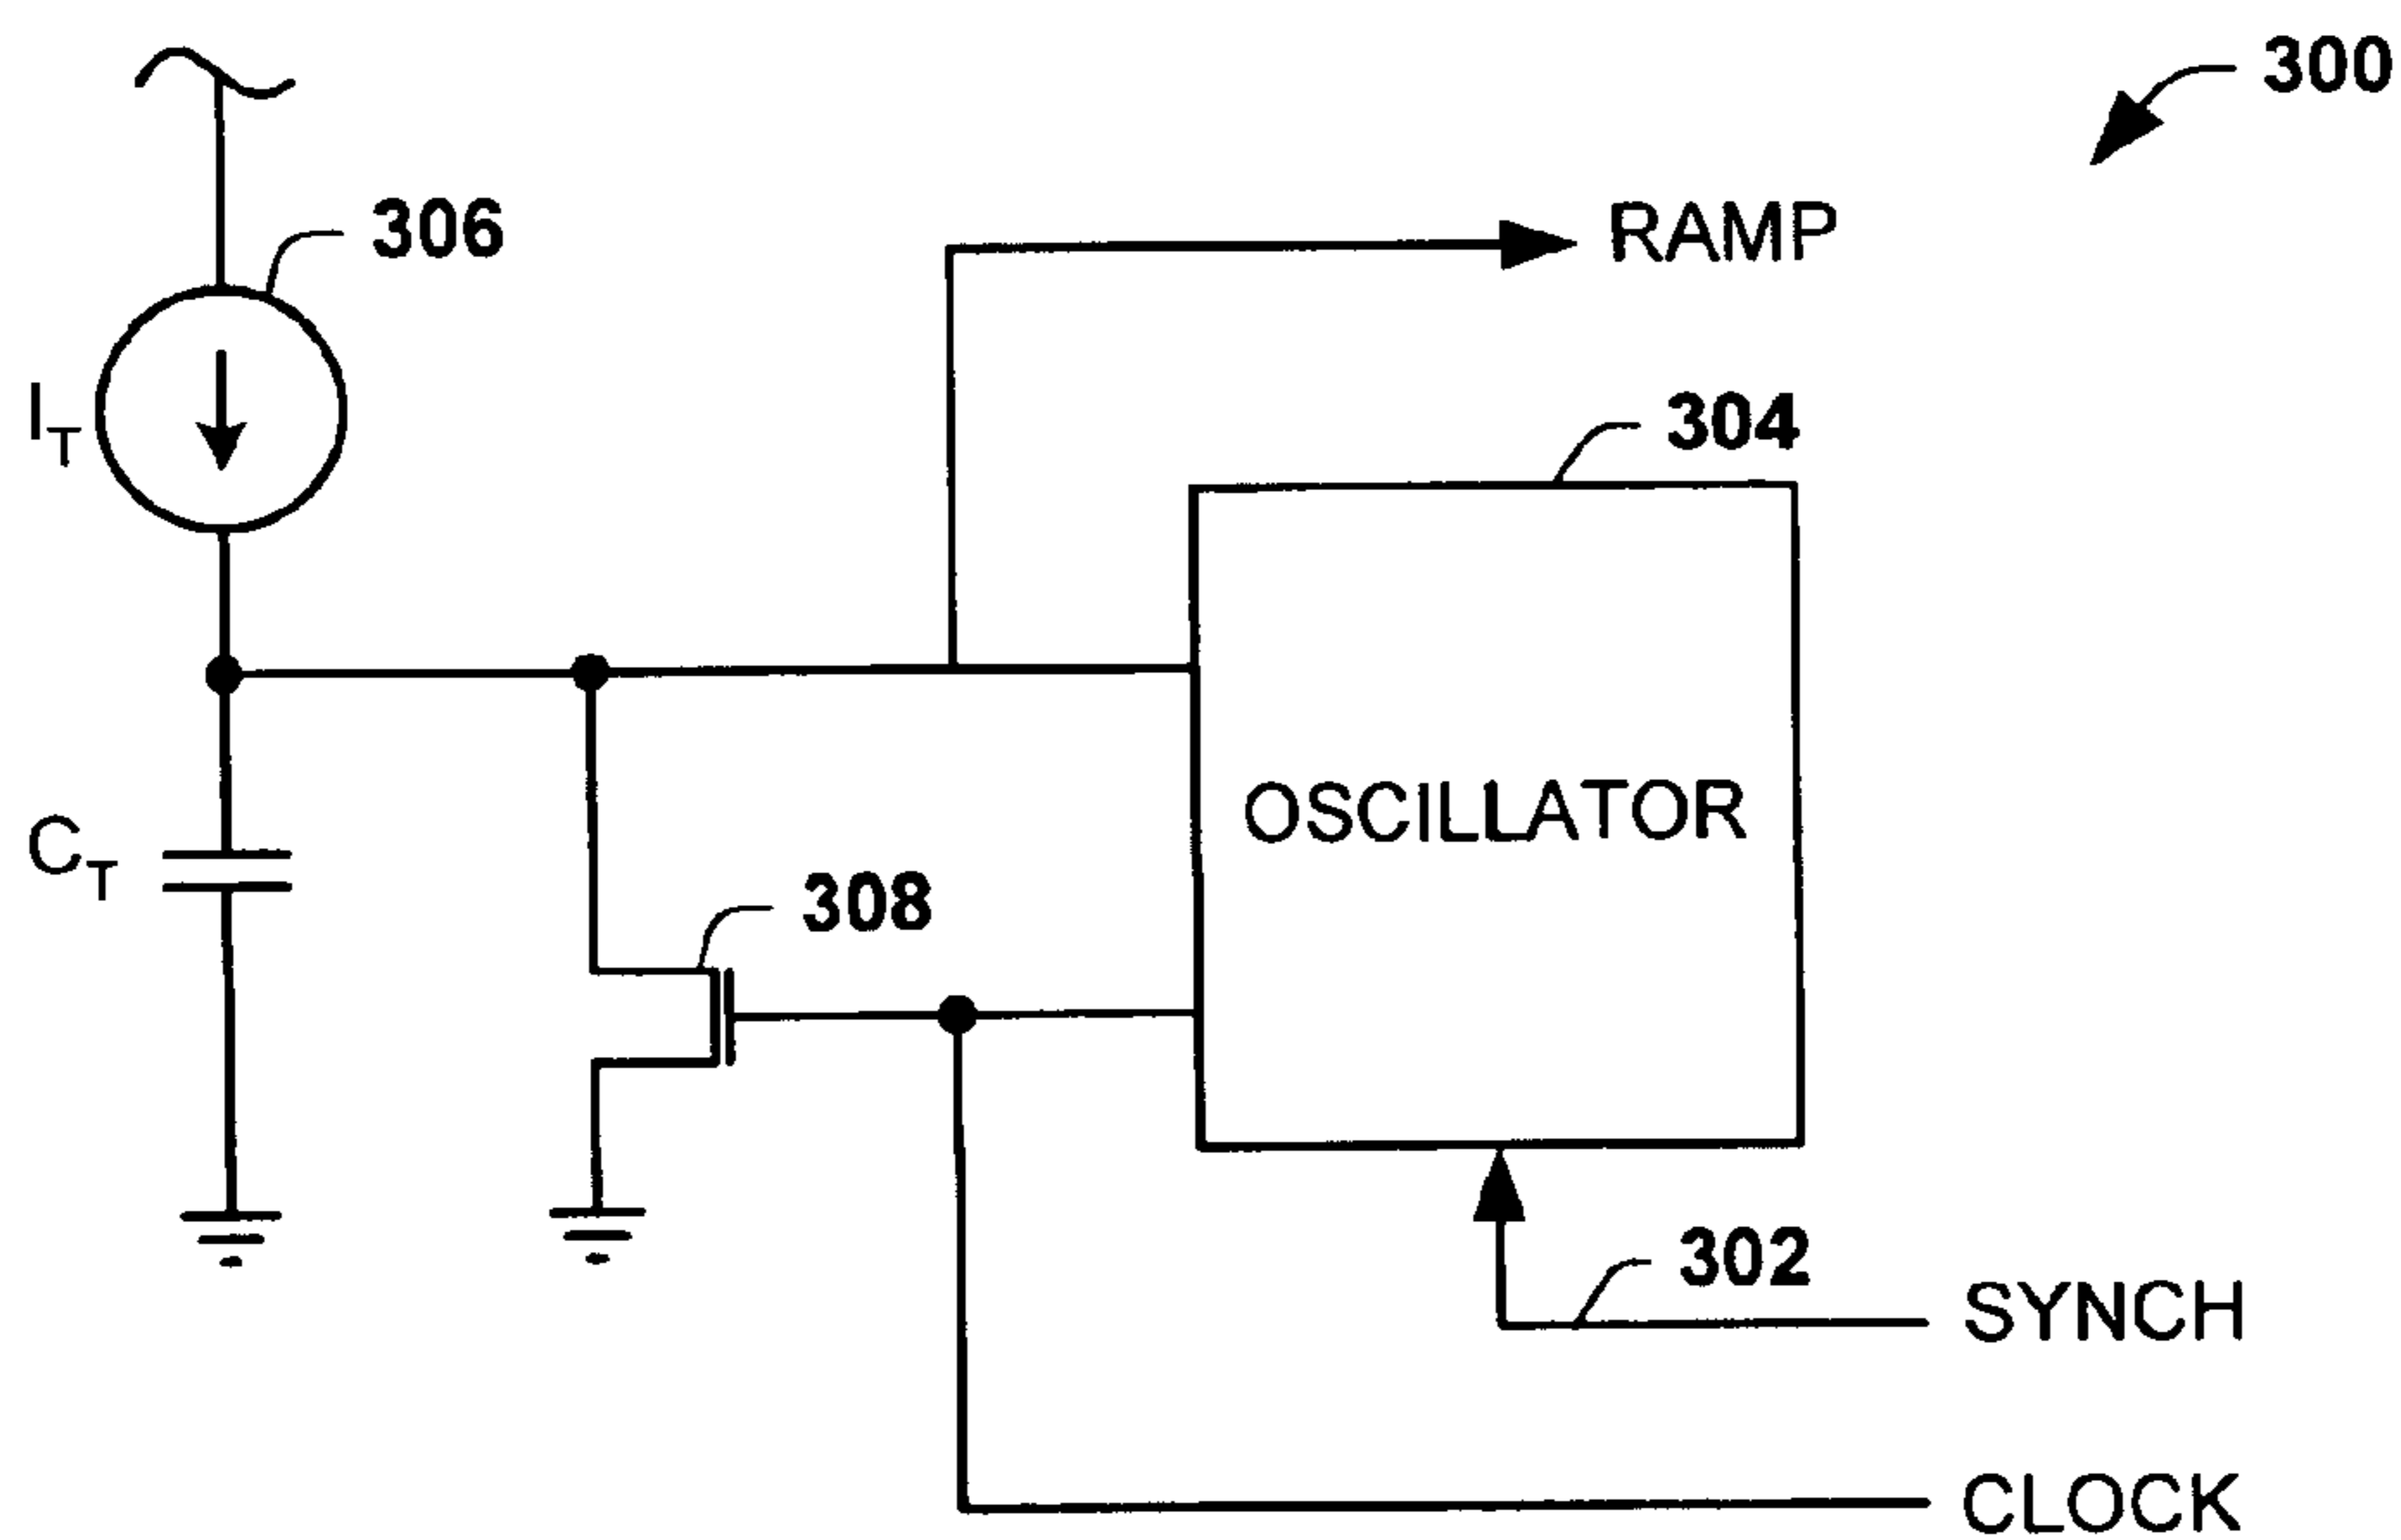 300
306
RAMP
I_T
304
OSCILLATOR
C_T
308
302
SYNCH
CLOCK